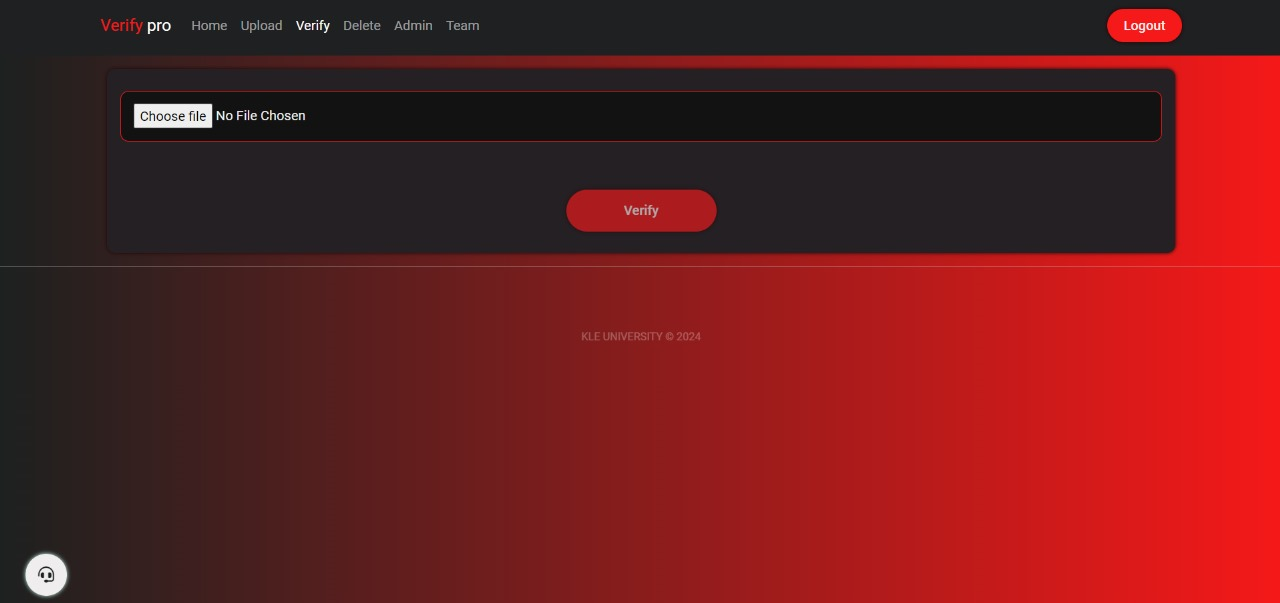 Verify pro Home Upload Verify Delete Admin Team Logout
Choose file No File Chosen
Verify
KLE UNIVERSITY © 2024